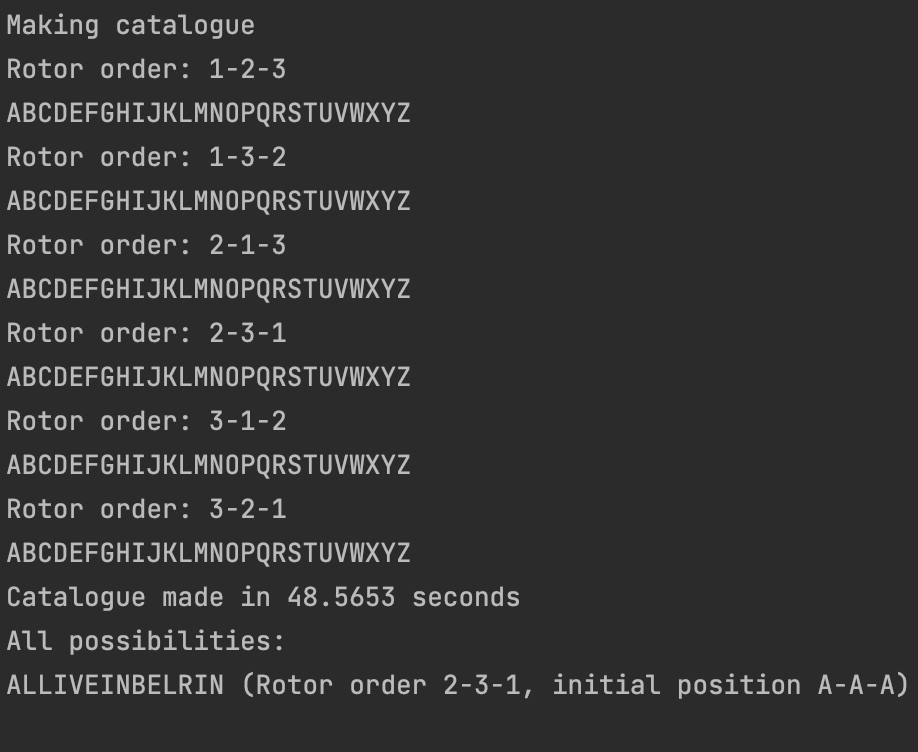 Making catalogue
Rotor order: 1-2-3
ABCDEFGHIJKLMNOPQRSTUVWXYZ
Rotor order: 1-3-2
ABCDEFGHIJKLMNOPQRSTUVWXYZ
Rotor order: 2-1-3
ABCDEFGHIJKLMNOPQRSTUVWXYZ
Rotor order: 2-3-1
ABCDEFGHIJKLMNOPQRSTUVWXYZ
Rotor order: 3-1-2
ABCDEFGHIJKLMNOPQRSTUVWXYZ
Rotor order: 3-2-1
ABCDEFGHIJKLMNOPQRSTUVWXYZ
Catalogue made in 48.5653 seconds
All possibilities:
ALLIVEINBELRIN (Rotor order 2-3-1, initial position A-A-A)